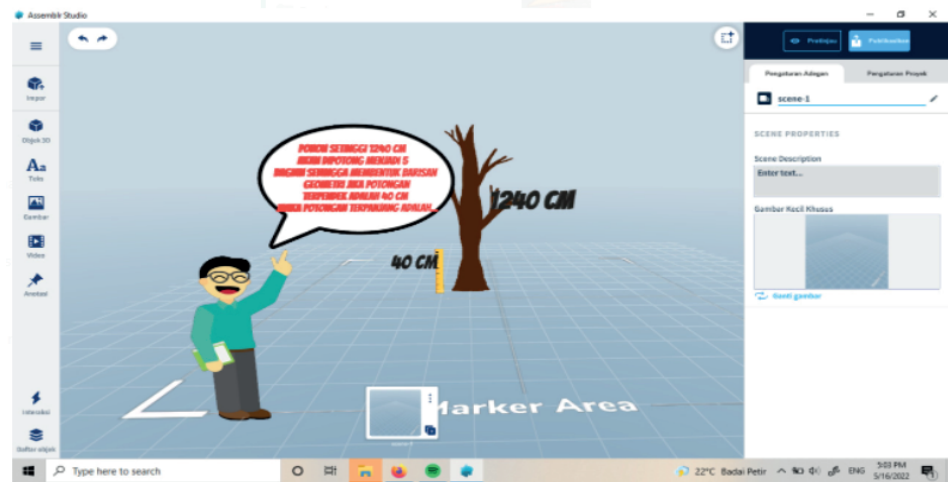 Assemblr Studio
Pratinjau
Publikasikan
Impor
Objek 3D
Aa
Teks
Gambar
Video
Anotasi
Interaksi
Daftar objek
POHON SETINGGI 1240 CM
AKAN DIPOTONG MENJADI 5
BAGIAN SEHINGGA MEMBENTUK BARISAN
GEOMETRI JIKA POTONGAN
TERPENDEK ADALAH 40 CM
MAKA POTONGAN TERPANJANG ADALAH...
1240 CM
40 CM
Marker Area
Pengaturan Adegan
Pengaturan Proyek
scene-1
SCENE PROPERTIES
Scene Description
Enter text...
Gambar Kecil Khusus
Ganti gambar
Type here to search
22°C Badai Petir
ENG
5:03 PM
5/16/2022